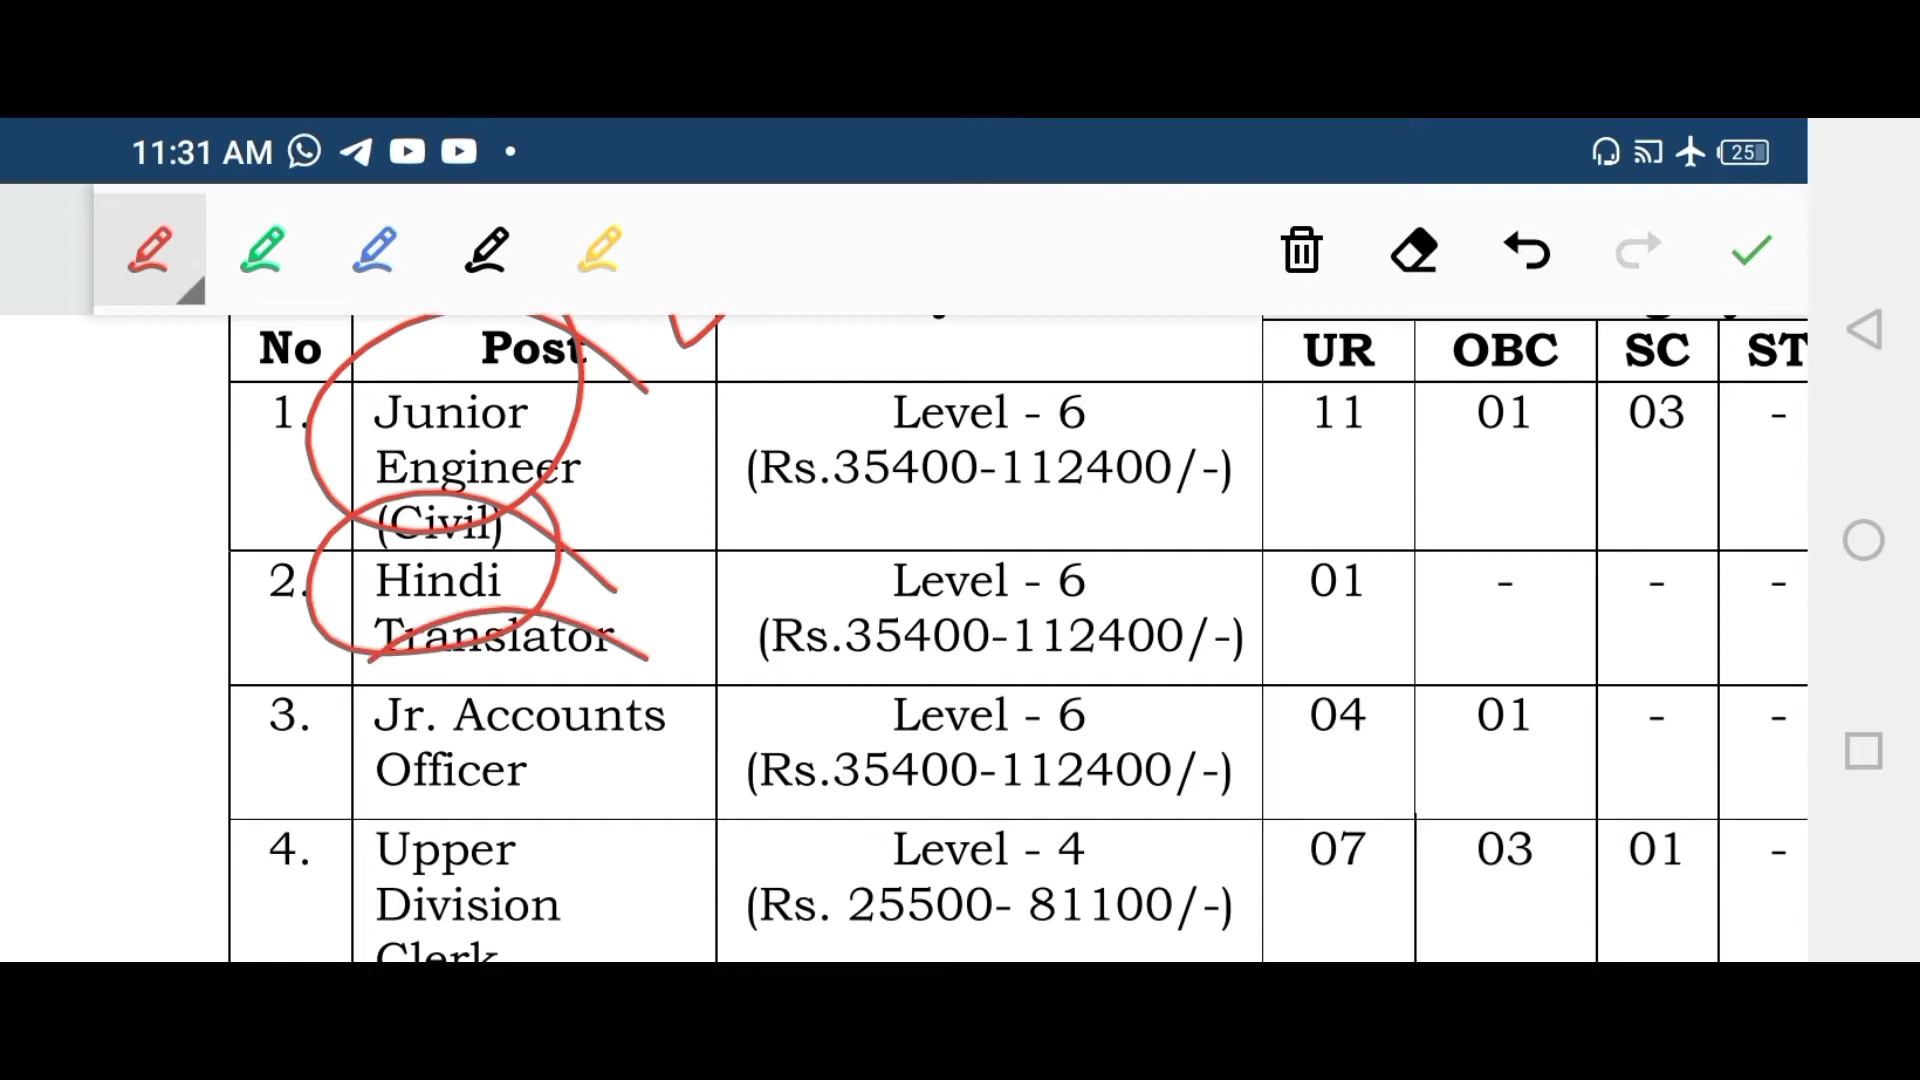 11:31 AM
25
No Post UR OBC SC ST
1. Junior Engineer (Civil) Level - 6 (Rs.35400-112400/-) 11 01 03 -
2. Hindi Translator Level - 6 (Rs.35400-112400/-) 01 - - -
3. Jr. Accounts Officer Level - 6 (Rs.35400-112400/-) 04 01 - -
4. Upper Division Clerk Level - 4 (Rs. 25500- 81100/-) 07 03 01 -